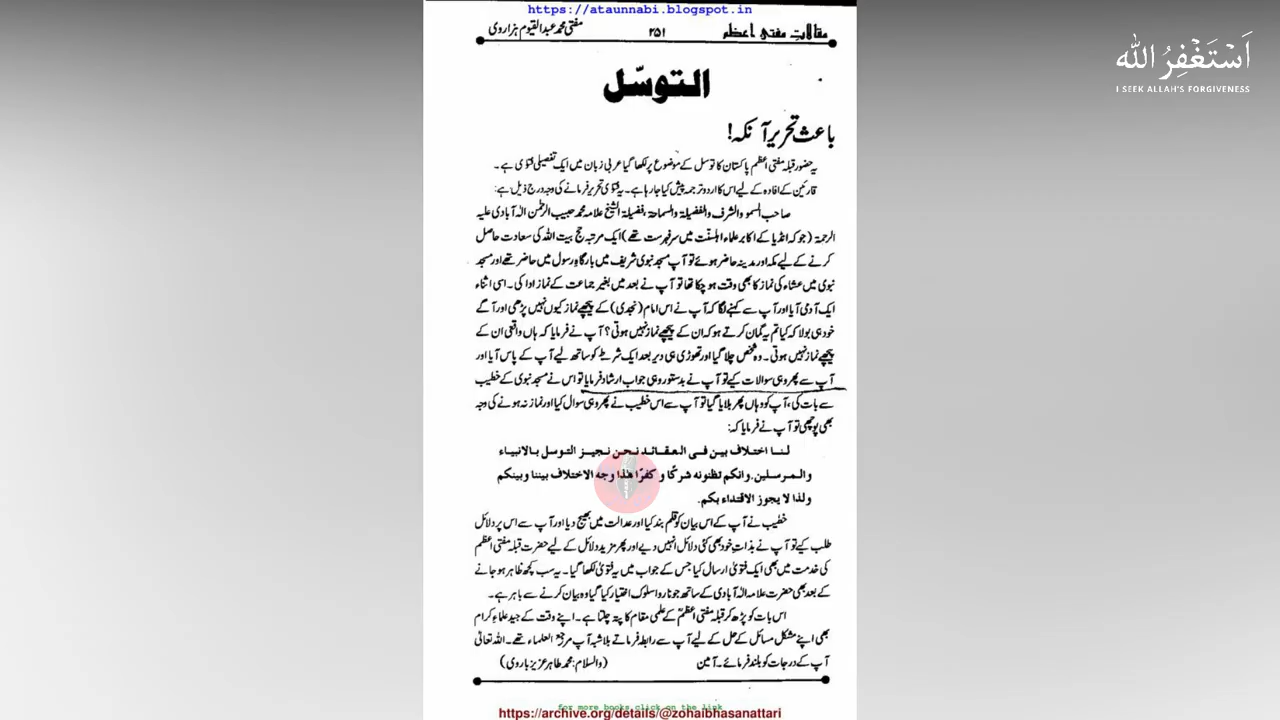 https://ataunnabi.blogspot.in
مقالاتِ مفتی اعظم ۲۵۱ مفتی محمد عبدالقیوم ہزاروی
اَسْتَغْفِرُ اللّٰه
I SEEK ALLAH'S FORGIVENESS
التوسّل
باعث تحریر آنکہ!
یہ حضور قبلہ مفتی اعظم پاکستان کا توسل کے موضوع پر لکھا گیا عربی زبان میں ایک تفصیلی فتویٰ ہے۔
قارئین کے افادہ کے لیے اس کا اردو ترجمہ پیش کیا جا رہا ہے۔ یہ فتویٰ تحریر فرمانے کی وجہ درج ذیل ہے:
صاحب السمو والشرف والفضیلۃ والسماحۃ، فضیلۃ الشیخ علامہ محمد حبیب الرحمٰن الٰہ آبادی علیہ
الرحمۃ (جو کہ انڈیا کے اکابر علماء اہلسنّت میں سر فہرست تھے) ایک مرتبہ حج بیت اللہ کی سعادت حاصل
کرنے کے لیے مکہ اور مدینہ حاضر ہوئے تو آپ مسجد نبوی شریف میں بارگاہِ رسول میں حاضر تھے اور مسجد
نبوی میں عشاء کی نماز کا بھی وقت ہو چکا تھا تو آپ نے بعد میں بغیر جماعت کے نماز ادا کی۔ اسی اثناء
ایک آدمی آیا اور آپ سے کہنے لگا کہ آپ نے اس امام (نجدی) کے پیچھے نماز کیوں نہیں پڑھی اور آگے
خود ہی بولا کہ کیا تم یہ گمان کرتے ہو کہ ان کے پیچھے نماز نہیں ہوتی؟ آپ نے فرمایا کہ ہاں واقعی ان کے
پیچھے نماز نہیں ہوتی۔ وہ شخص چلا گیا اور تھوڑی ہی دیر بعد ایک شرطے کو ساتھ لیے آپ کے پاس آیا اور
آپ سے پھر وہی سوالات کیے تو آپ نے بدستور وہی جواب ارشاد فرمایا تو اس نے مسجد نبوی کے خطیب
سے بات کی، آپ کو وہاں پھر بلایا گیا تو آپ سے اس خطیب نے پھر وہی سوال کیا اور نماز نہ ہونے کی وجہ
بھی پوچھی تو آپ نے فرمایا کہ:
لنا اختلاف بین فی العقائد نحن نجیز التوسل بالانبیاء
والمرسلین. وانکم تظنونه شرکًا و کفرًا هذا وجه الاختلاف بیننا وبینکم
ولذا لا یجوز الاقتداء بکم.
خطیب نے آپ کے اس بیان کو قلم بند کیا اور عدالت میں بھیج دیا اور آپ سے اس پر دلائل
طلب کیے تو آپ نے بذاتِ خود بھی کئی دلائل انہیں دیے اور پھر مزید دلائل کے لیے حضرت قبلہ مفتی اعظم
کی خدمت میں بھی ایک فتویٰ ارسال کیا جس کے جواب میں یہ فتویٰ لکھا گیا۔ یہ سب کچھ ظاہر ہو جانے
کے بعد بھی حضرت علامہ الٰہ آبادی کے ساتھ جو ناروا سلوک اختیار کیا گیا وہ بیان کرنے سے باہر ہے۔
اس بات کو پڑھ کر قبلہ مفتی اعظمؒ کے علمی مقام کا پتہ چلتا ہے۔ اپنے وقت کے جید علماءِ کرام
بھی اپنے مشکل مسائل کے حل کے لیے آپ سے رابطہ فرماتے بلاشبہ آپ مرجع العلماء تھے۔ اللہ تعالیٰ
آپ کے درجات کو بلند فرمائے۔ آمین (والسلام: محمد طاہر عزیز باروی)
for more books click on the link
https://archive.org/details/@zohaibhasanattari